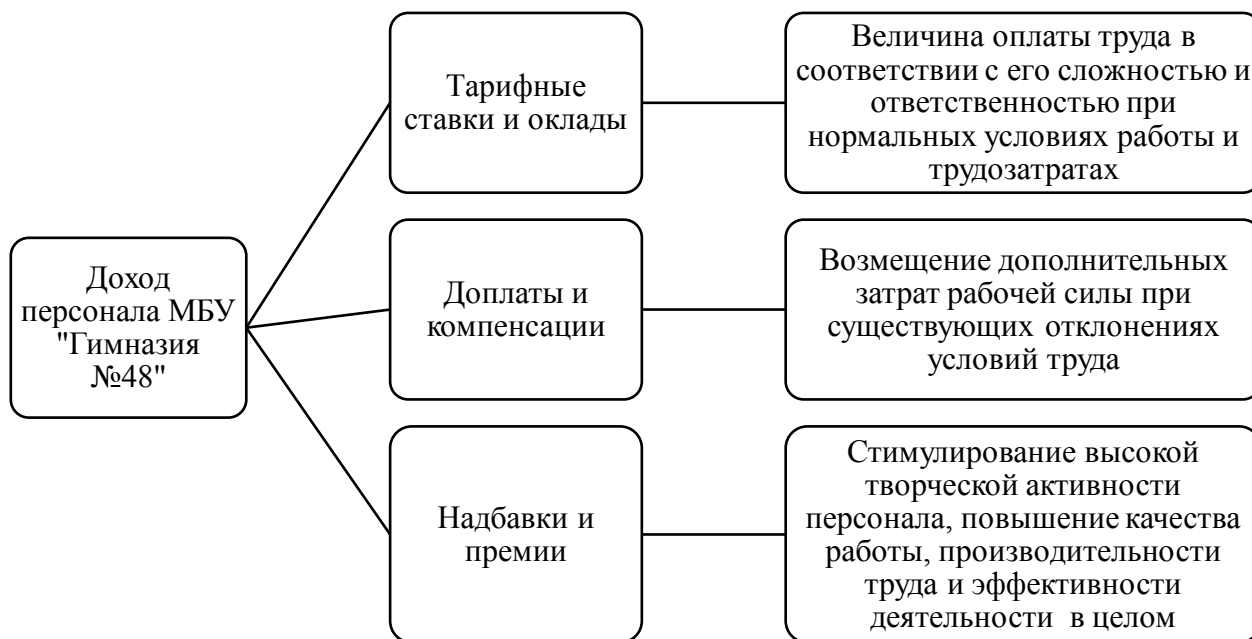 Доход
персонала МБУ
"Гимназия
№48"
Тарифные
ставки и оклады
Величина оплаты труда в
соответствии с его сложностью и
ответственностью при
нормальных условиях работы и
трудозатратах
Доплаты и
компенсации
Возмещение дополнительных
затрат рабочей силы при
существующих отклонениях
условий труда
Надбавки и
премии
Стимулирование высокой
творческой активности
персонала, повышение качества
работы, производительности
труда и эффективности
деятельности в целом